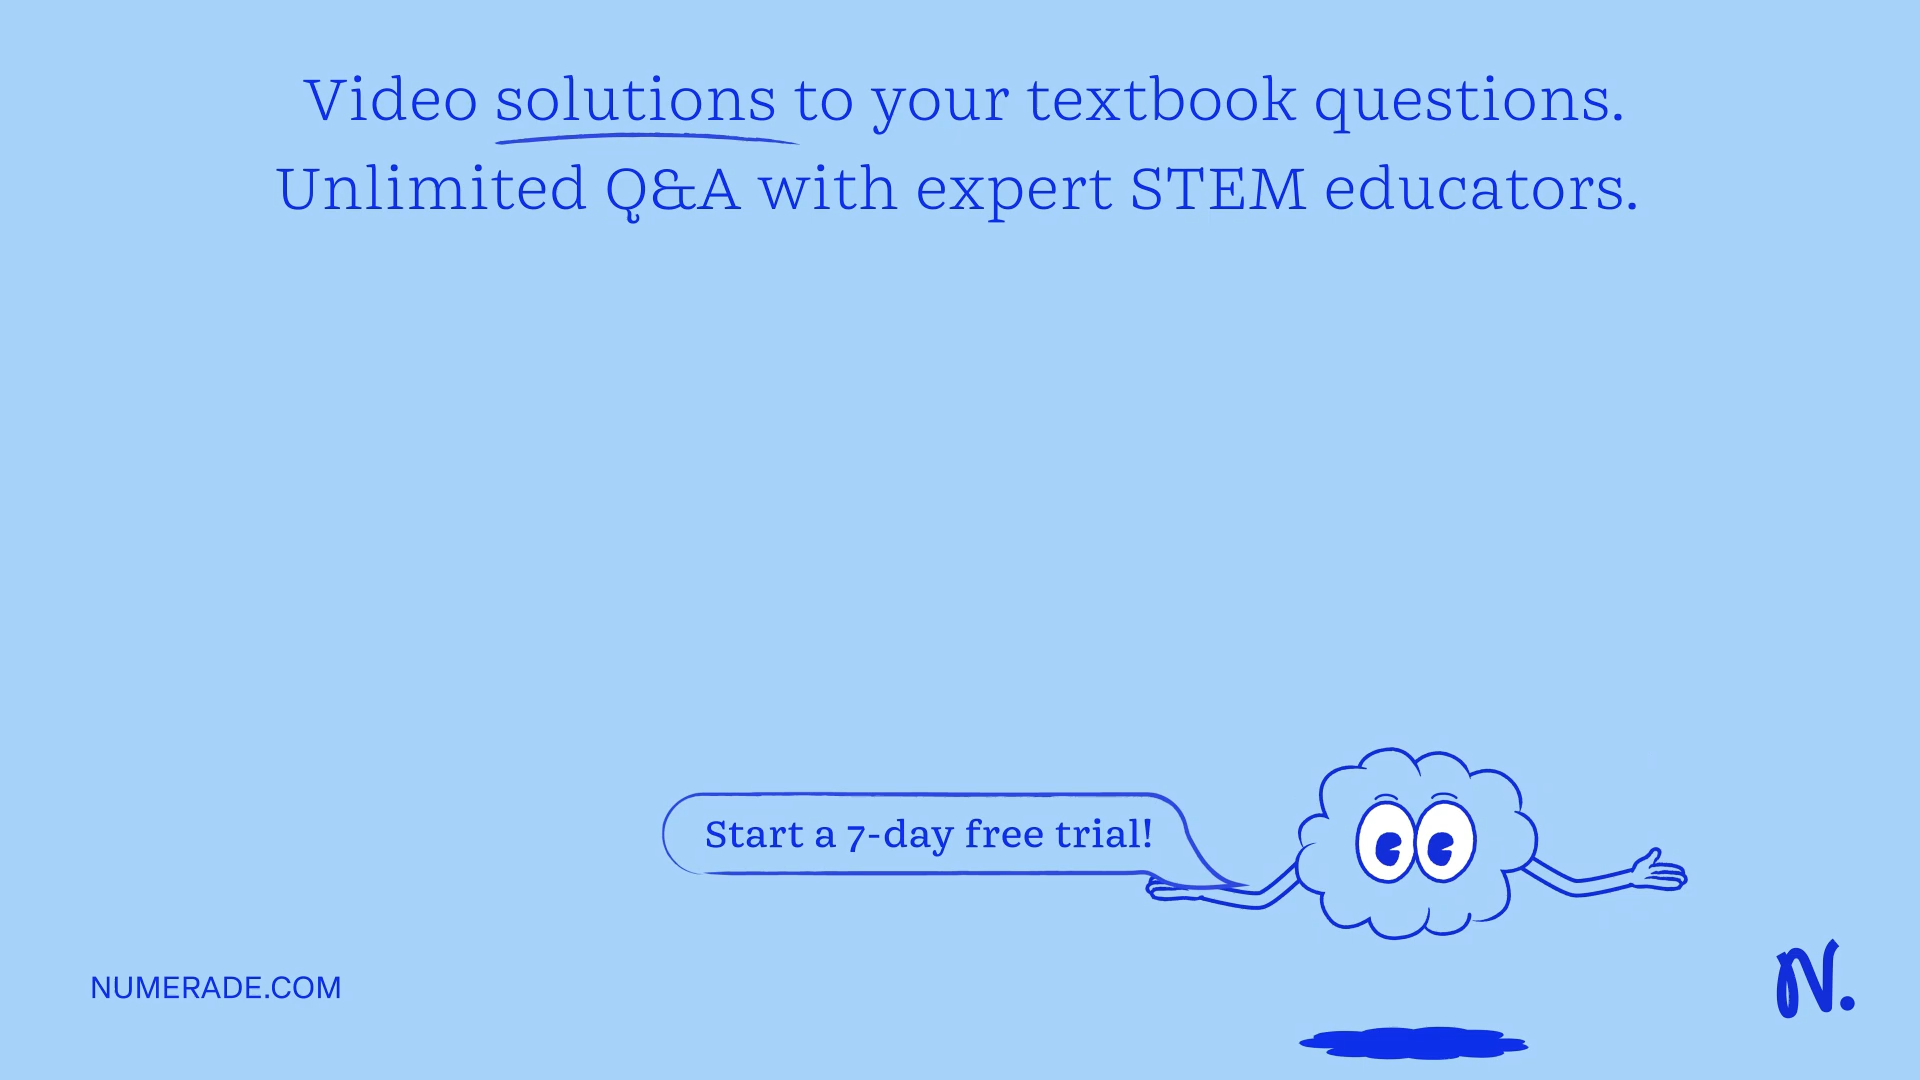 Video solutions to your textbook questions.
Unlimited Q&A with expert STEM educators.
Start a 7-day free trial!
NUMERADE.COM
N.